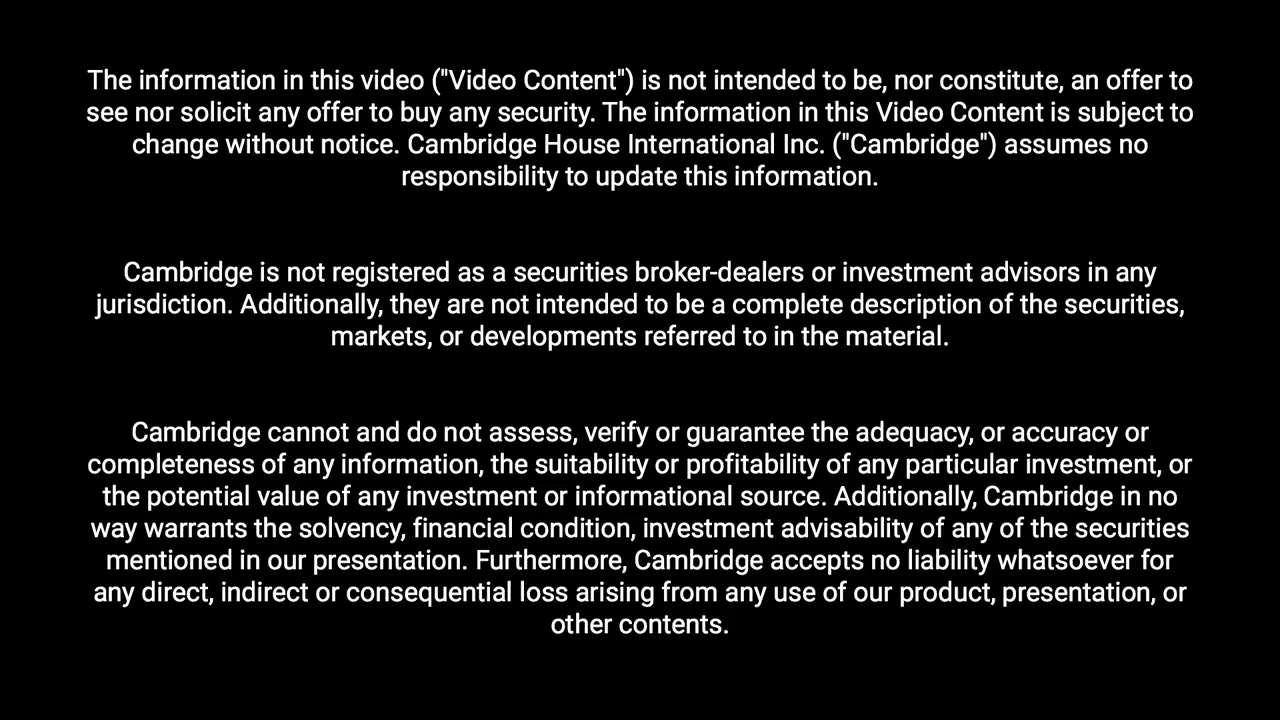 The information in this video ("Video Content") is not intended to be, nor constitute, an offer to
see nor solicit any offer to buy any security. The information in this Video Content is subject to
change without notice. Cambridge House International Inc. ("Cambridge") assumes no
responsibility to update this information.
Cambridge is not registered as a securities broker-dealers or investment advisors in any
jurisdiction. Additionally, they are not intended to be a complete description of the securities,
markets, or developments referred to in the material.
Cambridge cannot and do not assess, verify or guarantee the adequacy, or accuracy or
completeness of any information, the suitability or profitability of any particular investment, or
the potential value of any investment or informational source. Additionally, Cambridge in no
way warrants the solvency, financial condition, investment advisability of any of the securities
mentioned in our presentation. Furthermore, Cambridge accepts no liability whatsoever for
any direct, indirect or consequential loss arising from any use of our product, presentation, or
other contents.